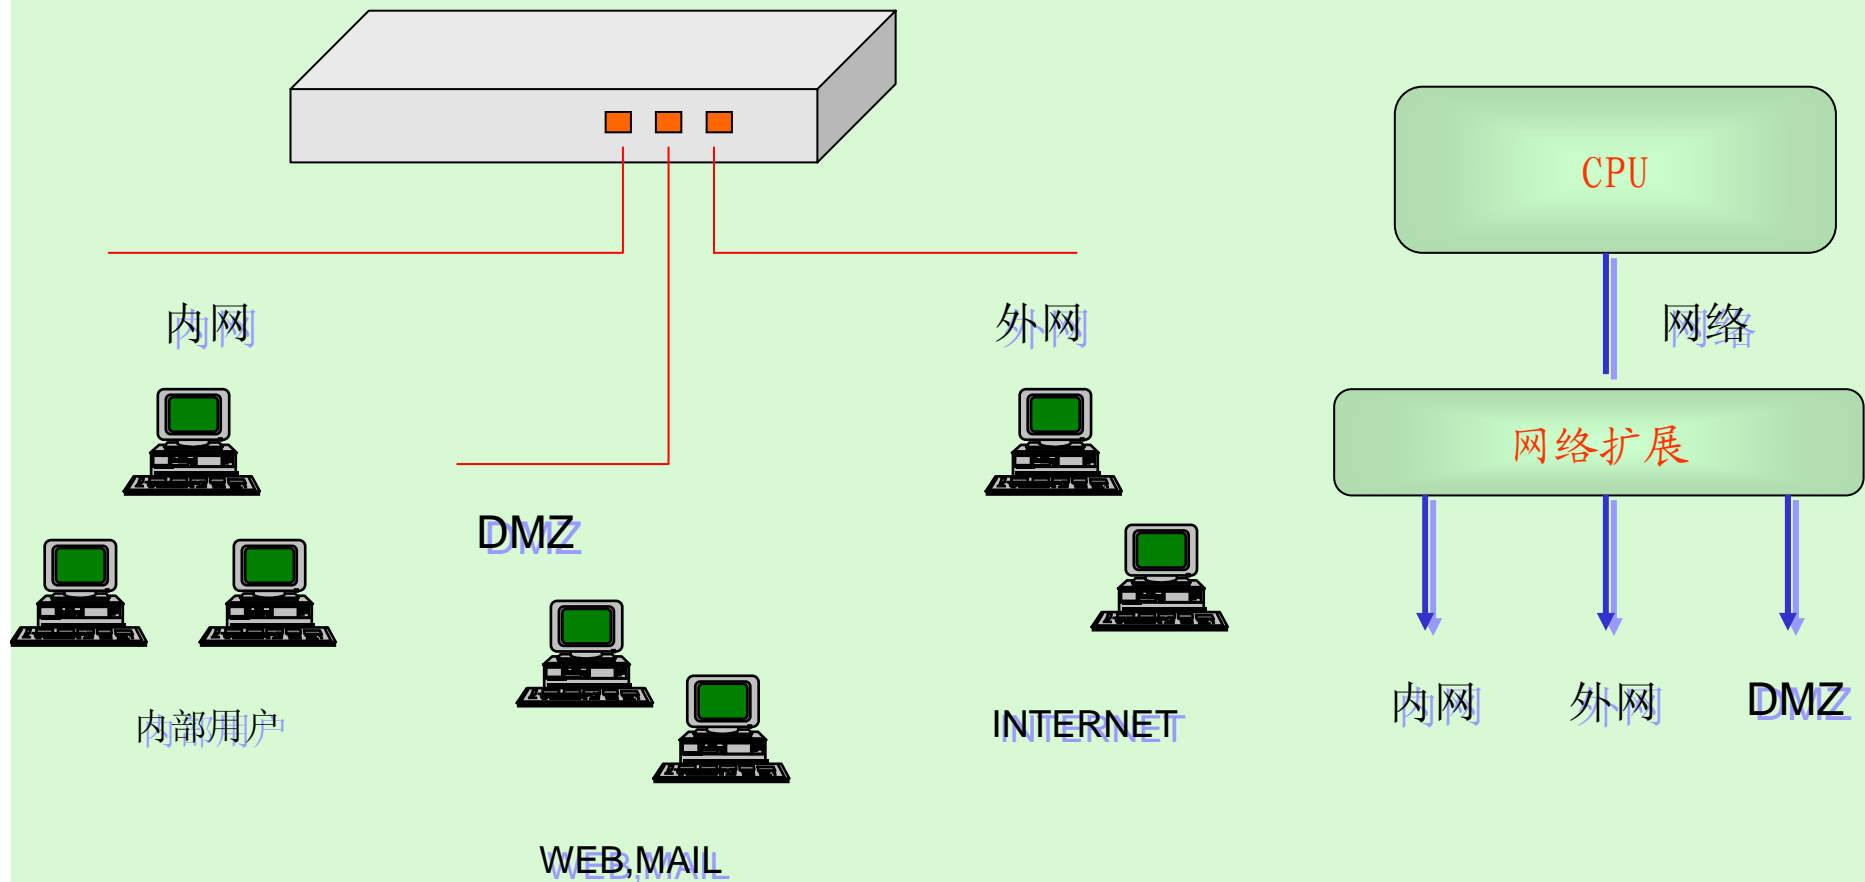 CPU
内网
外网
网络
网络扩展
DMZ
内部用户
INTERNET
内网
外网
DMZ
WEB,MAIL